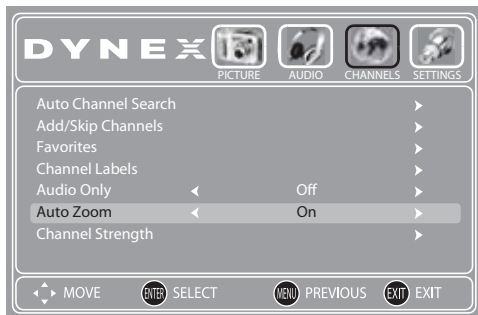 DYNEX
PICTURE AUDIO CHANNELS SETTINGS
Auto Channel Search
Add/Skip Channels
Favorites
Channel Labels
Audio Only Off
Auto Zoom On
Channel Strength
MOVE ENTER SELECT MENU PREVIOUS EXIT EXIT